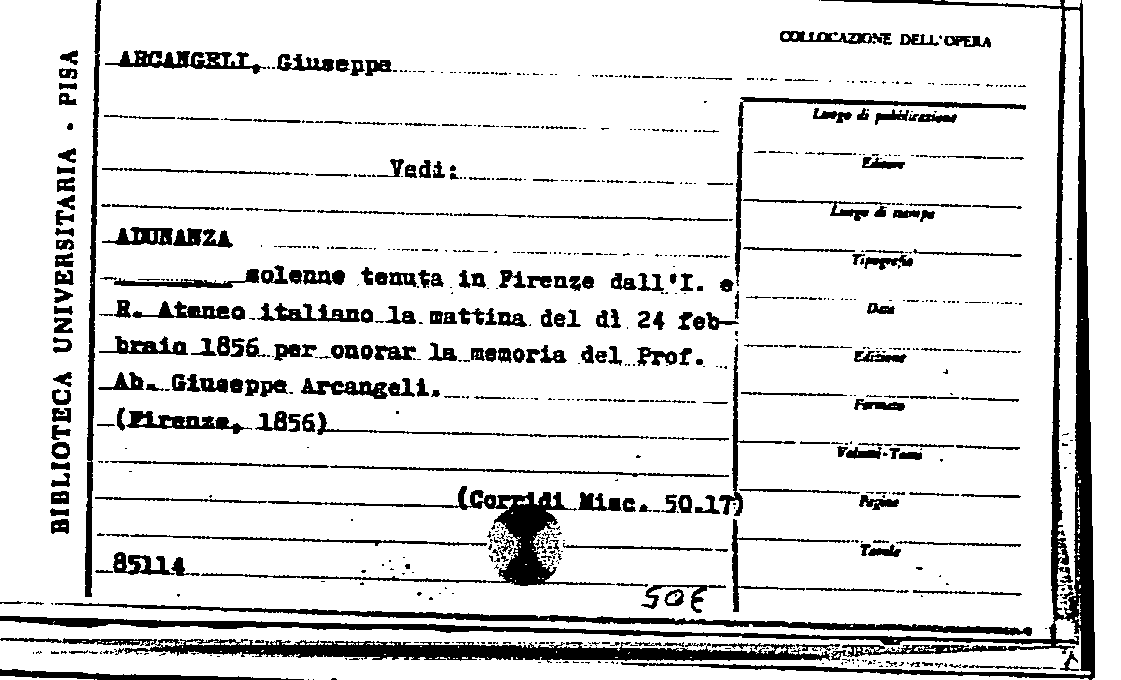 BIBLIOTECA UNIVERSITARIA - PISA
COLLOCAZIONE DELL'OPERA
ARCANGELI, Giuseppe
Vedi:
ADUNANZA
solenne tenuta in Firenze dall'I. e
R. Ateneo italiano la mattina del dì 24 feb-
braio 1856 per onorar la memoria del Prof.
Ab. Giuseppe Arcangeli.
(Firenze, 1856)
(Corridi Misc. 50.17)
85114
Luogo di pubblicazione
Editore
Luogo di stampa
Tipografia
Data
Edizione
Formato
Volumi - Tomi
Pagine
Tavole